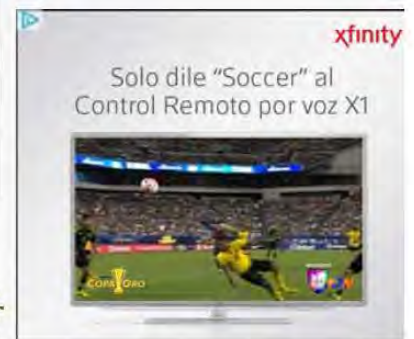 xfinity
Solo dile “Soccer” al
Control Remoto por voz X1
COPA ORO